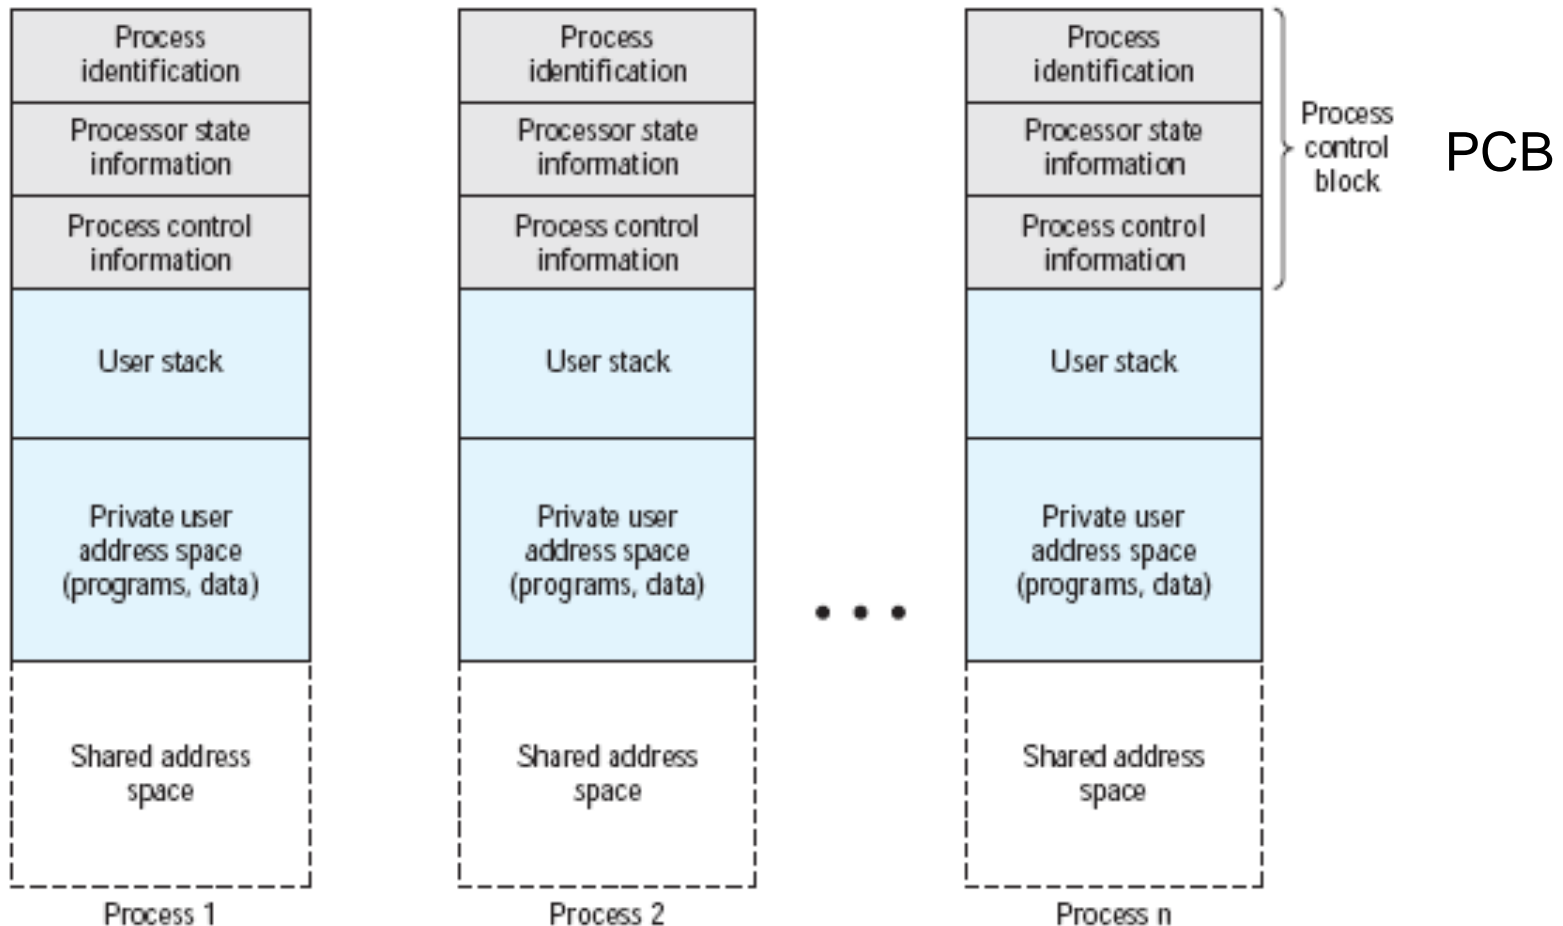 Process
identification
Processor state
information
Process control
information
User stack
Private user
address space
(programs, data)
Shared address
space
Process 1
Process
identification
Processor state
information
Process control
information
User stack
Private user
address space
(programs, data)
Shared address
space
Process 2
Process
identification
Processor state
information
Process control
information
User stack
Private user
address space
(programs, data)
Shared address
space
Process n
Process
control
block
PCB